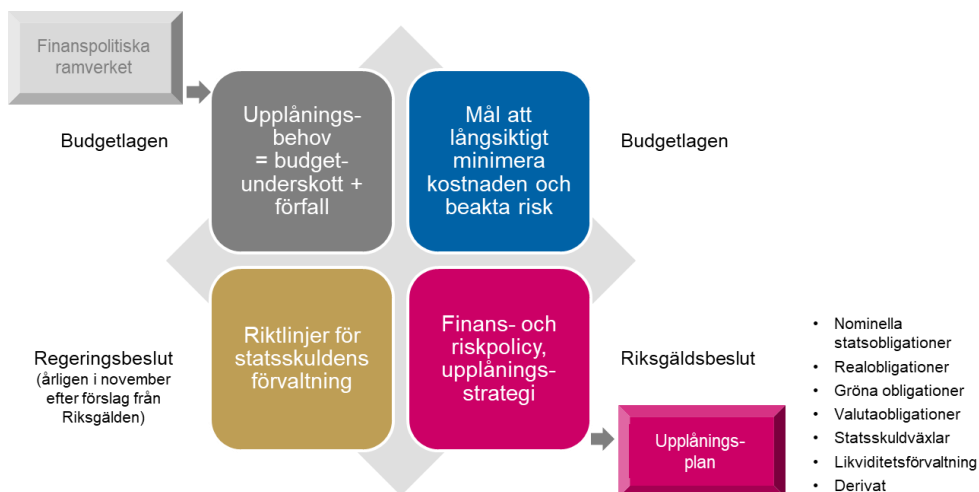 Finanspolitiska
ramverket
Budgetlagen
Upplånings-
behov
= budget-
underskott +
förfall
Mål att
långsiktigt
minimera
kostnaden och
beakta risk
Budgetlagen
Regeringsbeslut
(årligen i november
efter förslag från
Riksgälden)
Riktlinjer för
statsskuldens
förvaltning
Finans- och
riskpolicy,
upplånings-
strategi
Riksgäldsbeslut
Upplånings-
plan
• Nominella
statsobligationer
• Realobligationer
• Gröna obligationer
• Valutaobligationer
• Statsskuldväxlar
• Likviditetsförvaltning
• Derivat